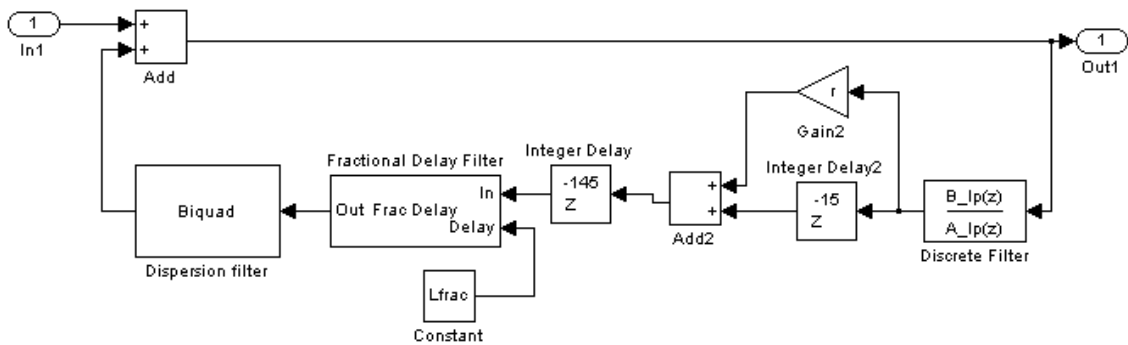 1
In1
+
+
Add
1
Out1
r
Gain2
Integer Delay
-145
Z
Integer Delay2
-15
Z
+
+
Add2
B_lp(z)
A_lp(z)
Discrete Filter
Fractional Delay Filter
In
Out Frac Delay
Delay
Biquad
Dispersion filter
Lfrac
Constant